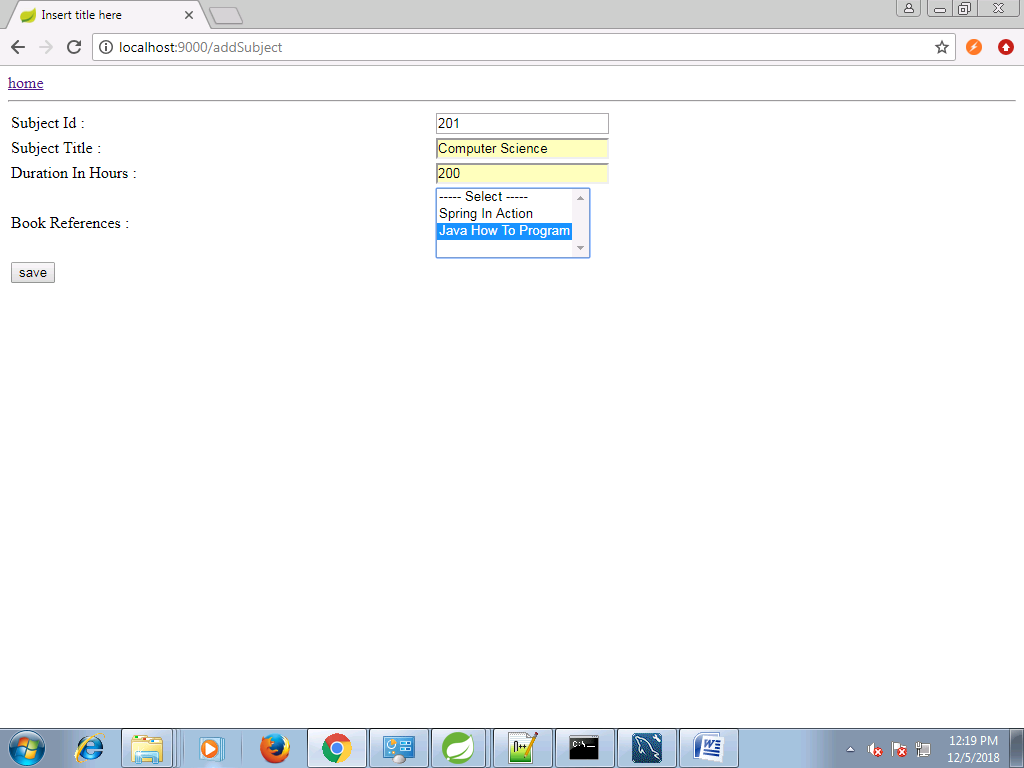 Insert title here
localhost:9000/addSubject
home
Subject Id : 201
Subject Title : Computer Science
Duration In Hours : 200
Book References :
----- Select -----
Spring In Action
Java How To Program
save
12:19 PM
12/5/2018